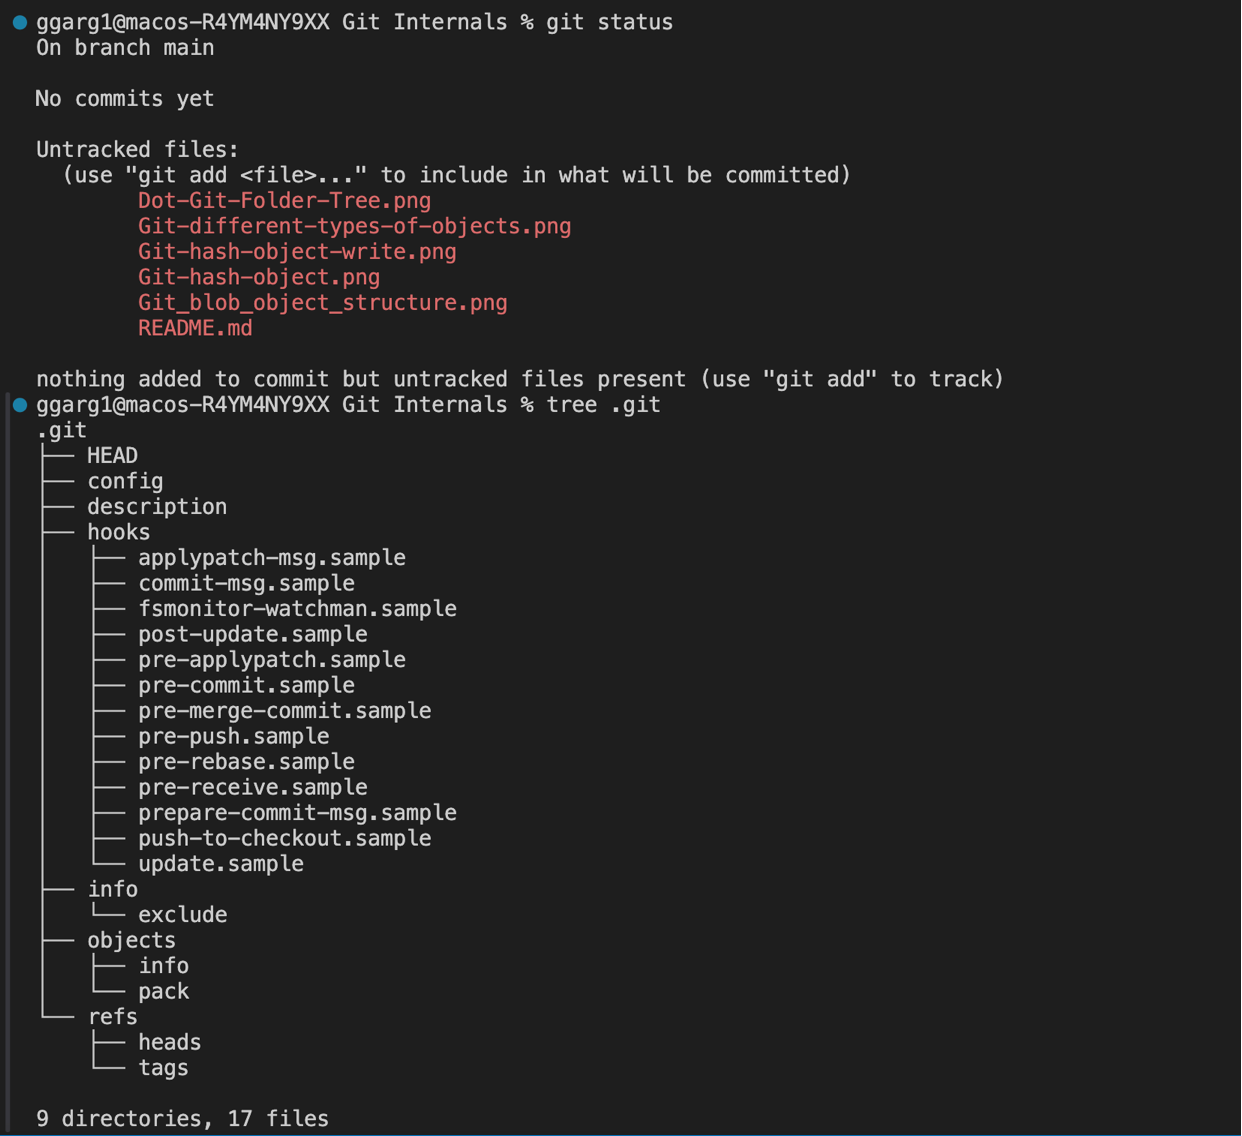 ggarg1@macos-R4YM4NY9XX Git Internals % git status
On branch main
No commits yet
Untracked files:
(use "git add <file>..." to include in what will be committed)
Dot-Git-Folder-Tree.png
Git-different-types-of-objects.png
Git-hash-object-write.png
Git-hash-object.png
Git_blob_object_structure.png
README.md
nothing added to commit but untracked files present (use "git add" to track)
ggarg1@macos-R4YM4NY9XX Git Internals % tree .git
.git
├── HEAD
├── config
├── description
├── hooks
│   ├── applypatch-msg.sample
│   ├── commit-msg.sample
│   ├── fsmonitor-watchman.sample
│   ├── post-update.sample
│   ├── pre-applypatch.sample
│   ├── pre-commit.sample
│   ├── pre-merge-commit.sample
│   ├── pre-push.sample
│   ├── pre-rebase.sample
│   ├── pre-receive.sample
│   ├── prepare-commit-msg.sample
│   ├── push-to-checkout.sample
│   └── update.sample
├── info
│   └── exclude
├── objects
│   ├── info
│   └── pack
└── refs
    ├── heads
    └── tags
9 directories, 17 files